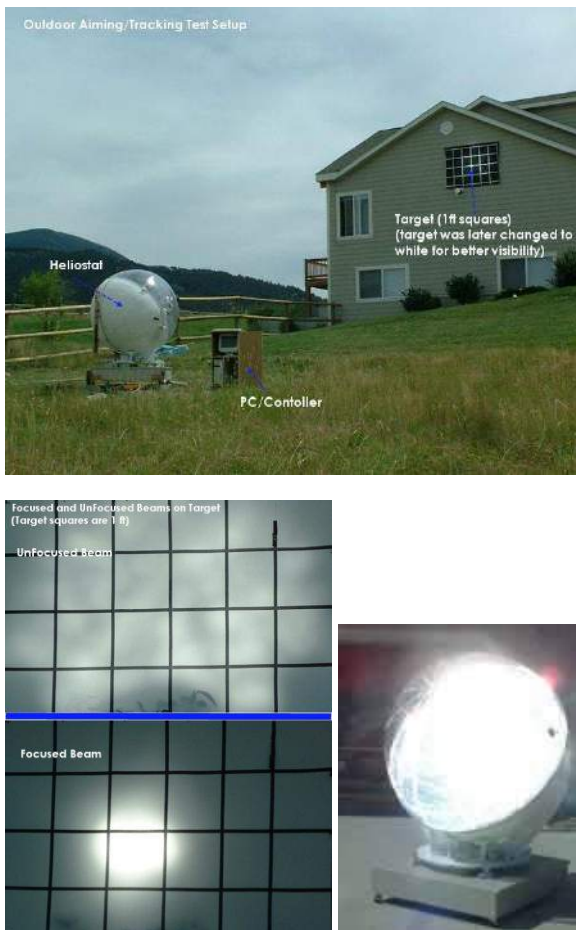 Outdoor Aiming/Tracking Test Setup
Target (1ft squares)
(target was later changed to
white for better visibility)
Heliostat
PC/Contoller
Focused and UnFocused Beams on Target
(Target squares are 1 ft)
UnFocused Beam
Focused Beam